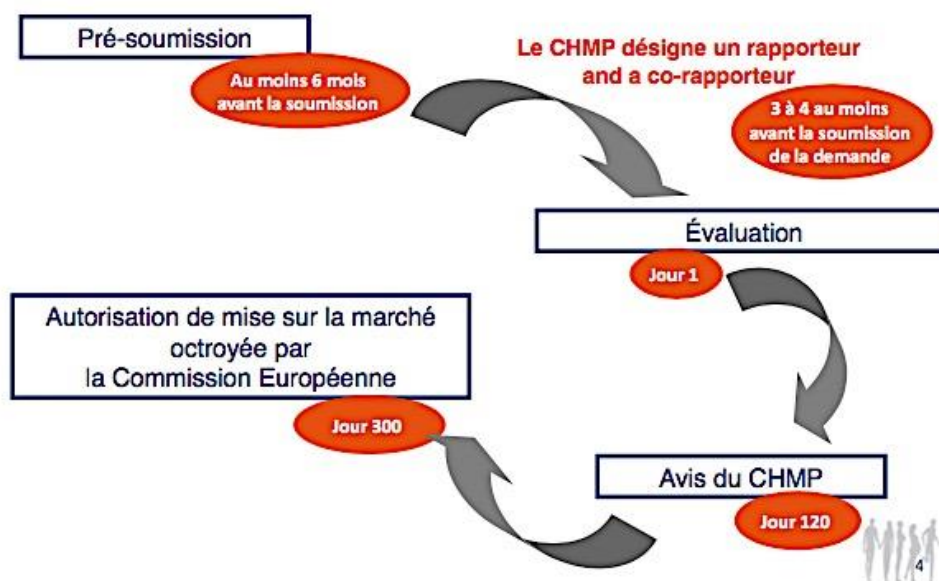 Pré-soumission
Au moins 6 mois
avant la soumission
Le CHMP désigne un rapporteur
and a co-rapporteur
3 à 4 au moins
avant la soumission
de la demande
Évaluation
Jour 1
Autorisation de mise sur la marché
octroyée par
la Commission Européenne
Jour 300
Avis du CHMP
Jour 120
4